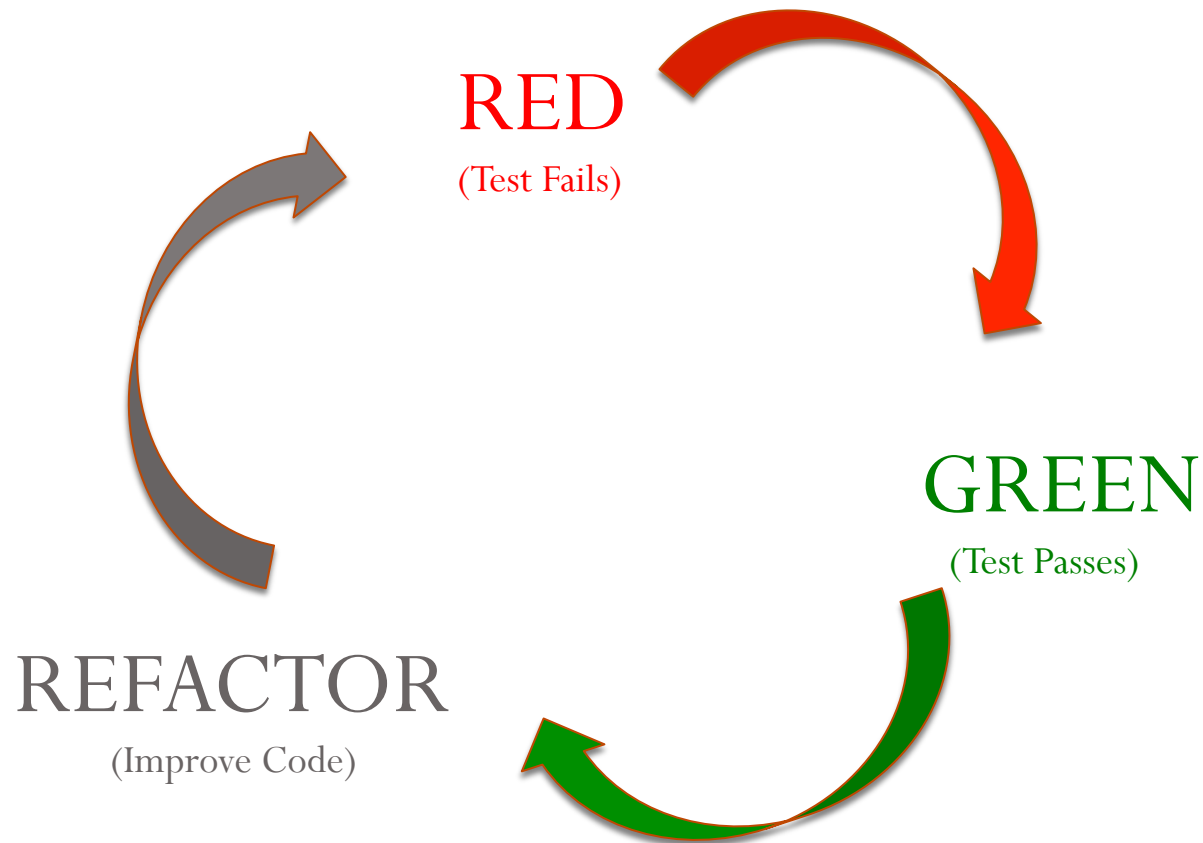 RED
(Test Fails)
GREEN
(Test Passes)
REFACTOR
(Improve Code)